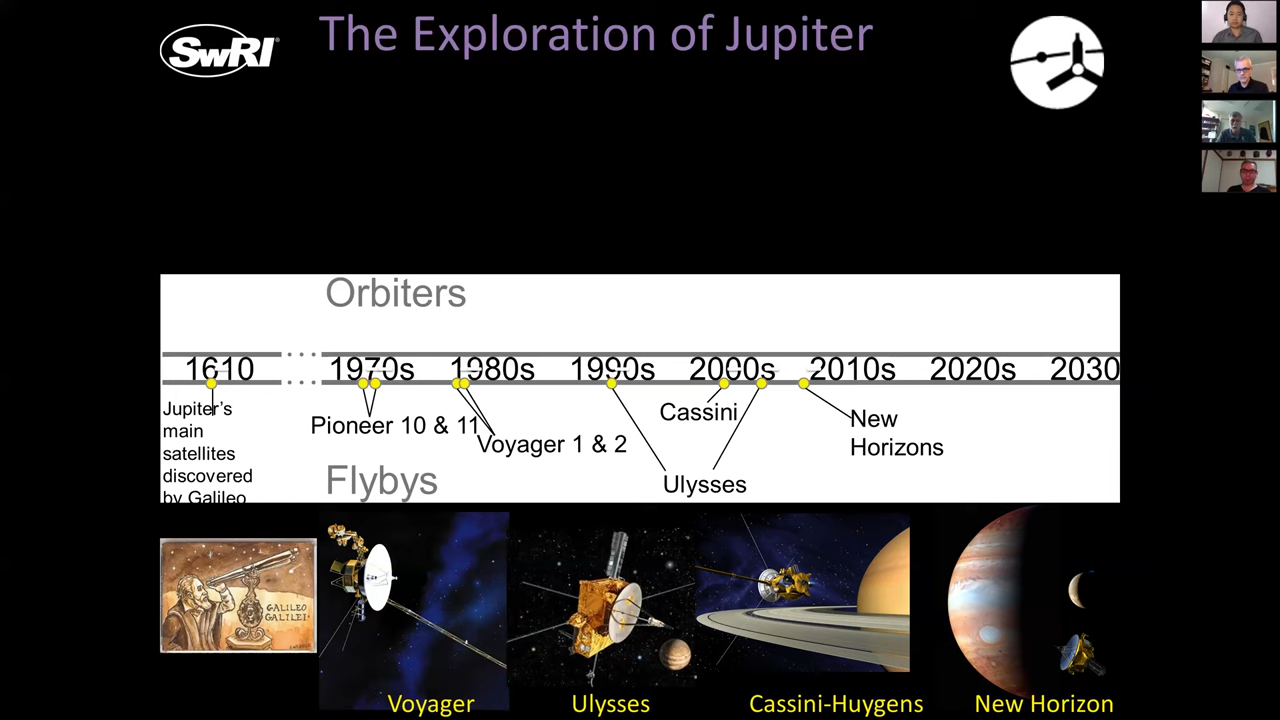 SwRI
The Exploration of Jupiter
Orbiters
1610
1970s
1980s
1990s
2000s
2010s
2020s
2030
Jupiter's
main
satellites
discovered
by Galileo
Pioneer 10 & 11
Voyager 1 & 2
Cassini
Ulysses
New
Horizons
Flybys
GALILEO
GALILEI
Voyager
Ulysses
Cassini-Huygens
New Horizon